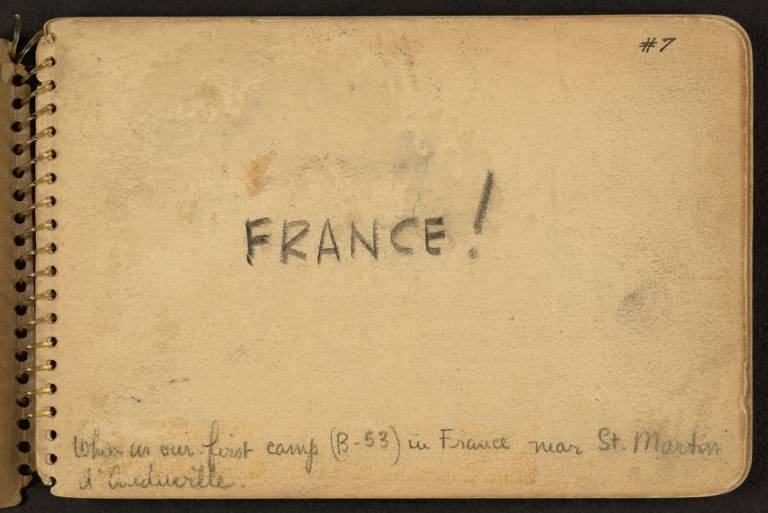 #7
FRANCE!
When in our first camp (B-53) in France near St. Martin